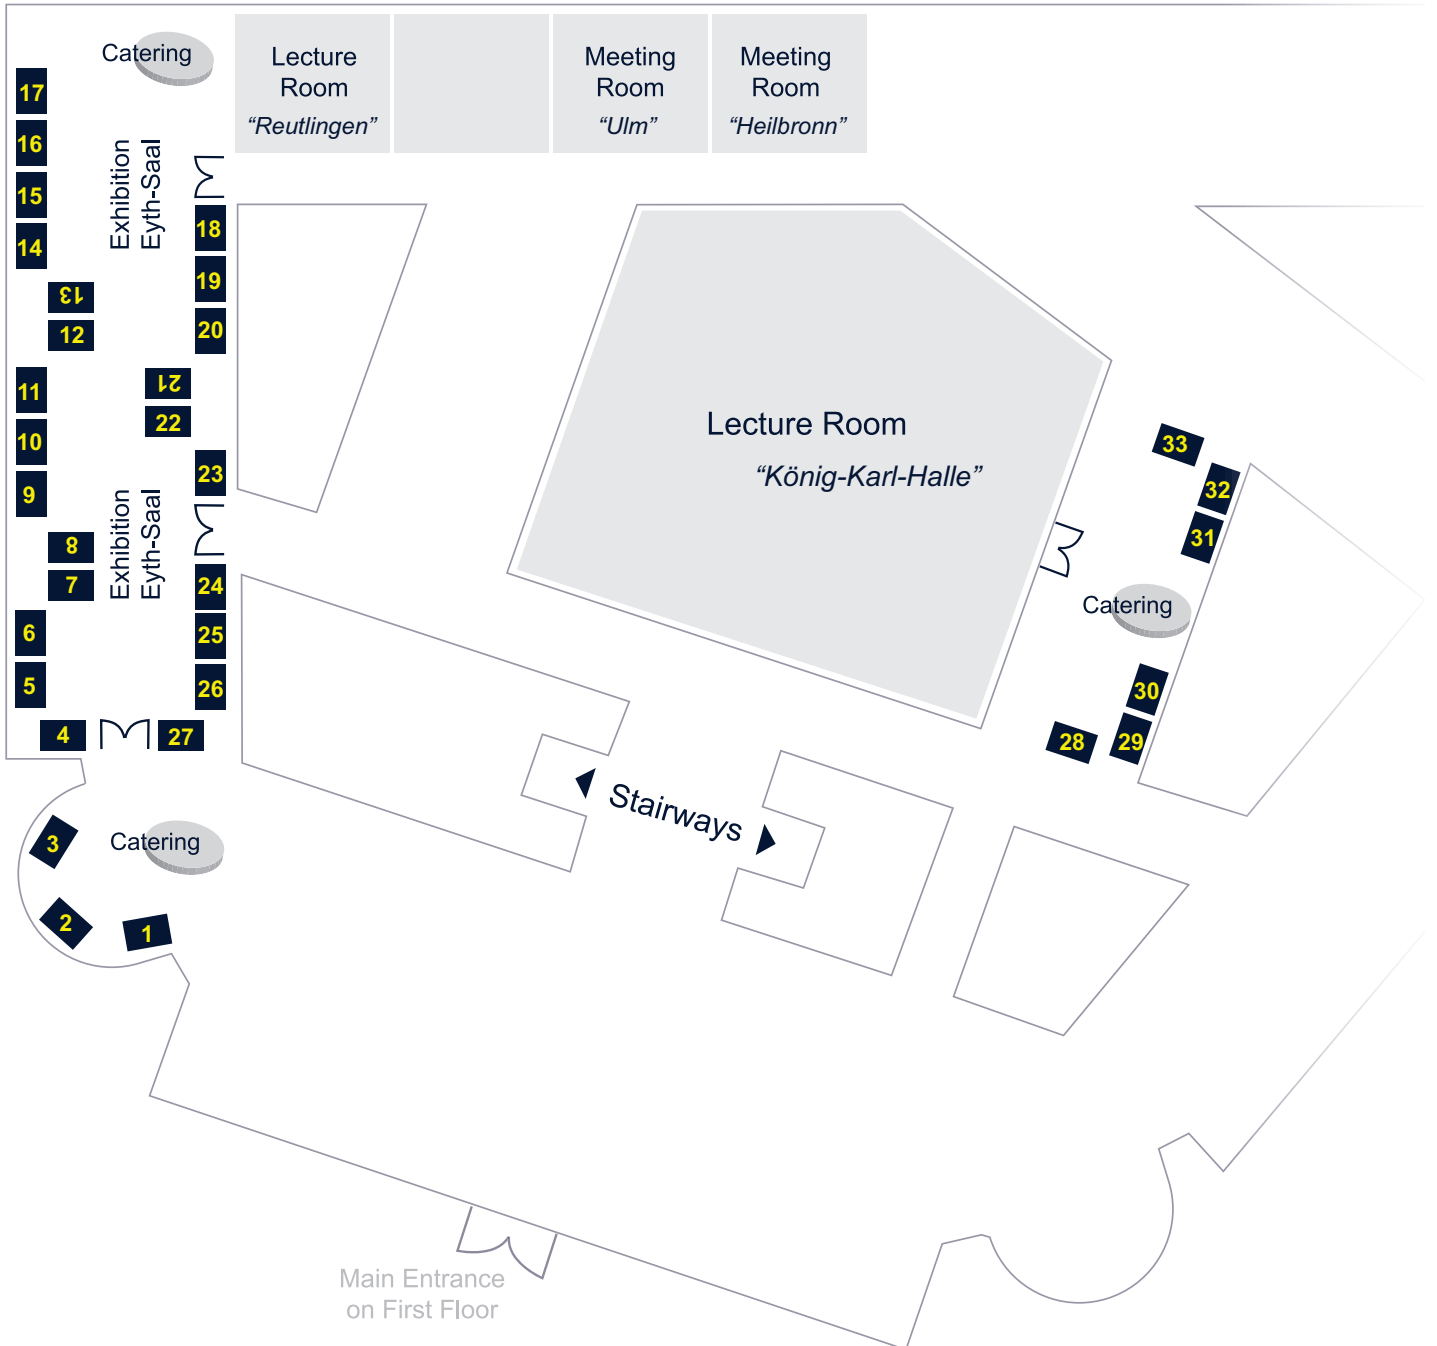 Catering
Lecture
Room
“Reutlingen”
Meeting
Room
“Ulm”
Meeting
Room
“Heilbronn”
17
16
15
14
13
12
11
10
9
8
7
6
5
4
Exhibition
Eyth-Saal
18
19
20
21
22
23
Exhibition
Eyth-Saal
24
25
26
27
Lecture Room
“König-Karl-Halle”
33
32
31
Catering
30
29
28
Stairways
3
Catering
2
1
Main Entrance
on First Floor